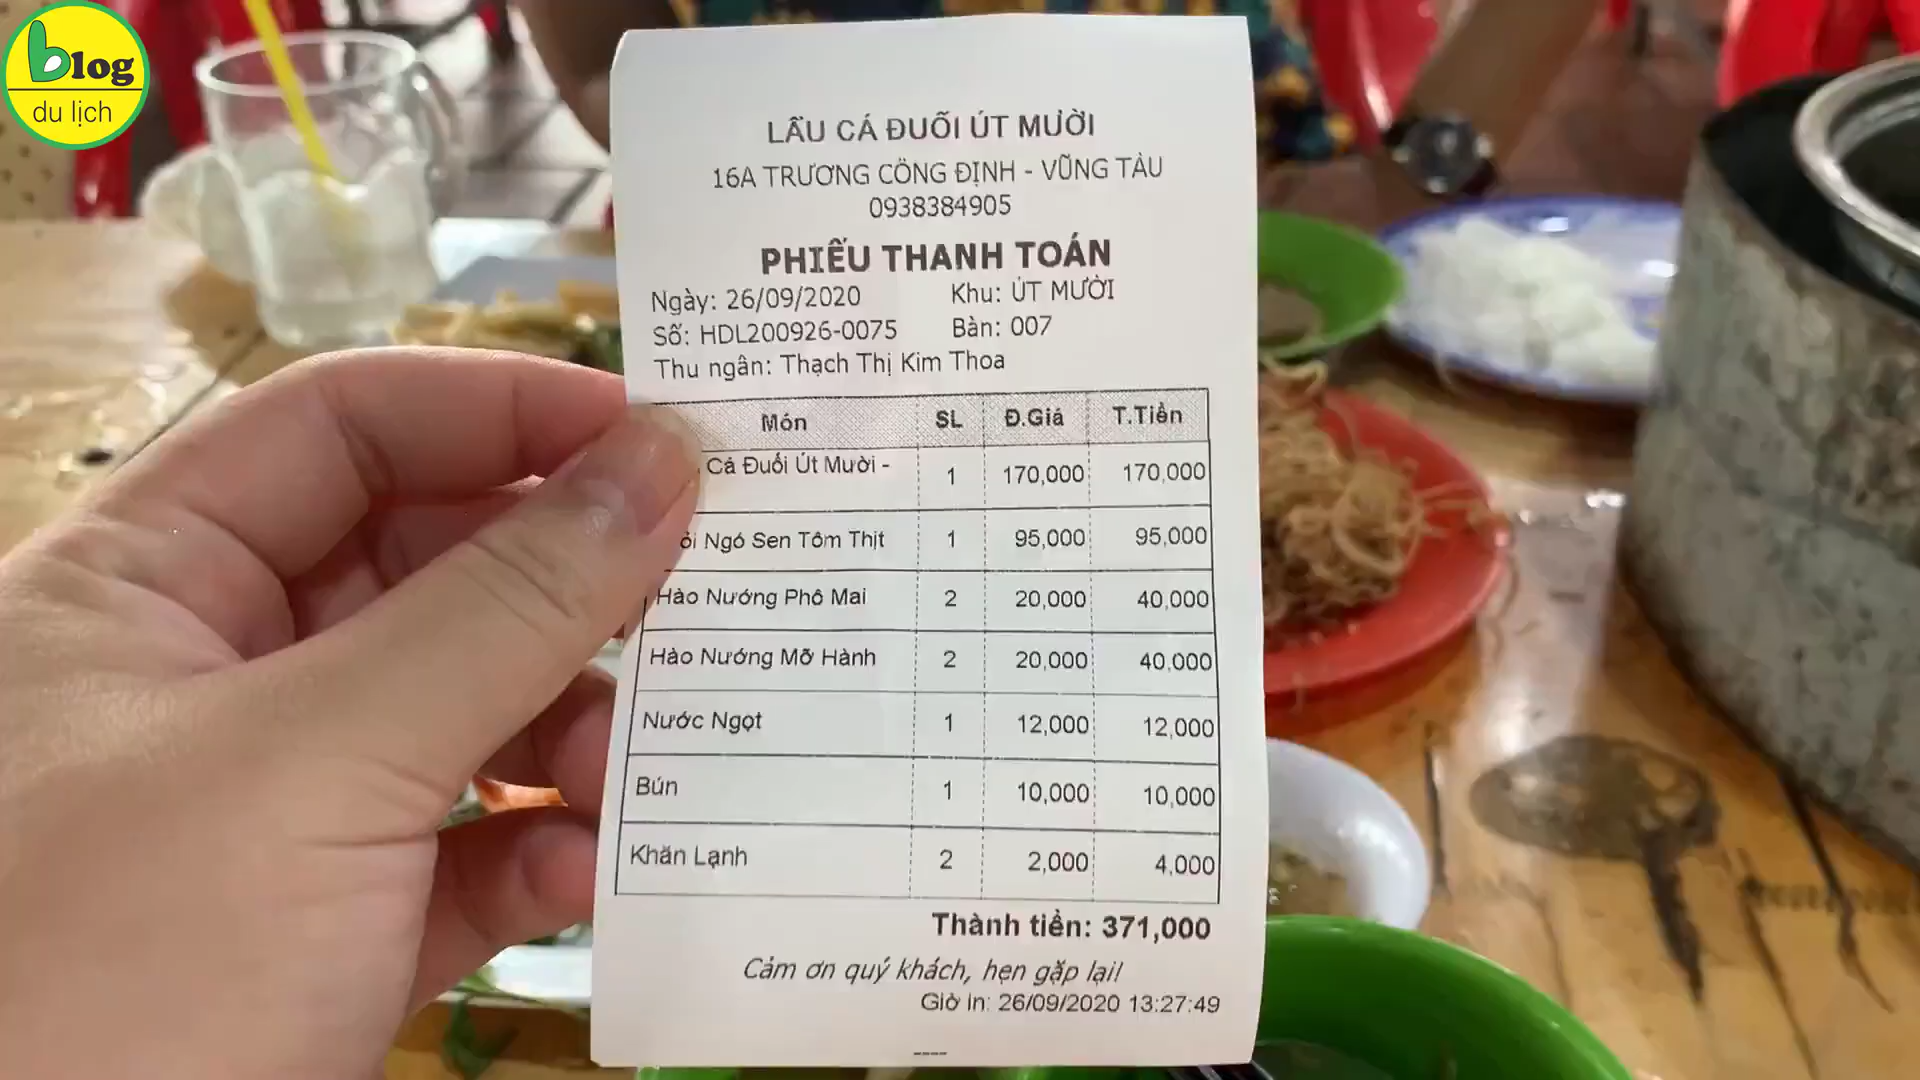 blog
du lịch
LẨU CÁ ĐUỐI ÚT MƯỜI
16A TRƯƠNG CÔNG ĐỊNH - VŨNG TÀU
0938384905
PHIẾU THANH TOÁN
Ngày: 26/09/2020 Khu: ÚT MƯỜI
Số: HDL200926-0075 Bàn: 007
Thu ngân: Thạch Thị Kim Thoa
Món SL Đ.Giá T.Tiền
Cá Đuối Út Mười - 1 170,000 170,000
Ngó Sen Tôm Thịt 1 95,000 95,000
Hào Nướng Phô Mai 2 20,000 40,000
Hào Nướng Mỡ Hành 2 20,000 40,000
Nước Ngọt 1 12,000 12,000
Bún 1 10,000 10,000
Khăn Lạnh 2 2,000 4,000
Thành tiền: 371,000
Cảm ơn quý khách, hẹn gặp lại!
Giờ in: 26/09/2020 13:27:49